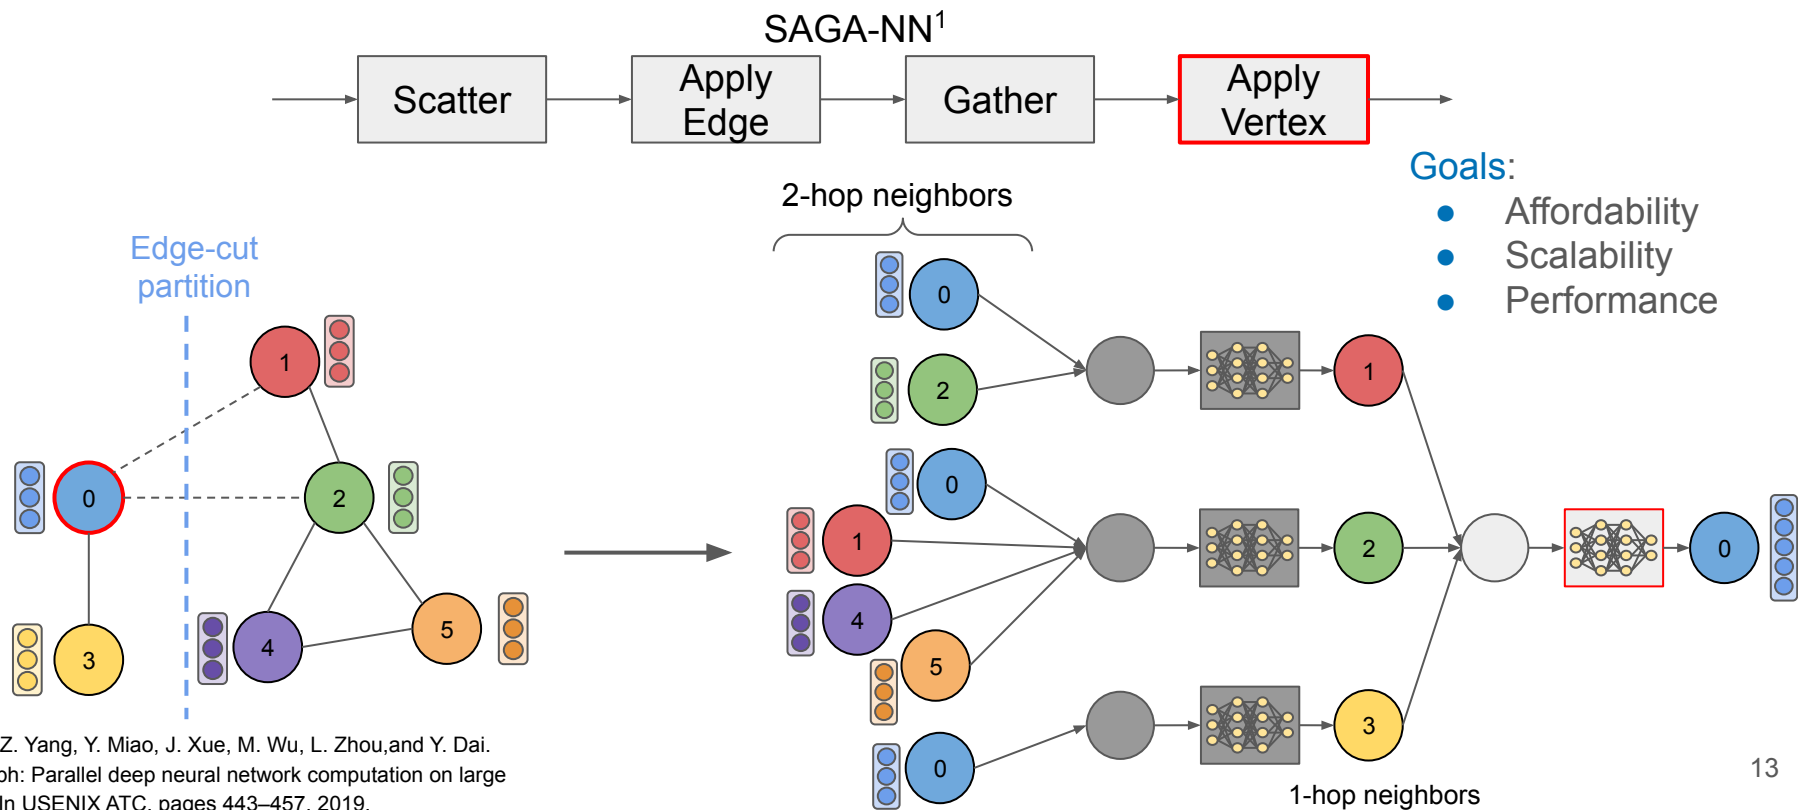 SAGA-NN1
Scatter
Apply
Edge
Gather
Apply
Vertex
Goals:
● Affordability
● Scalability
● Performance
2-hop neighbors
Edge-cut
partition
1
0
2
3
4
5
0
2
0
1
4
5
0
1
2
3
0
1-hop neighbors
Z. Yang, Y. Miao, J. Xue, M. Wu, L. Zhou,and Y. Dai.
ph: Parallel deep neural network computation on large
In USENIX ATC, pages 443–457, 2019.
13